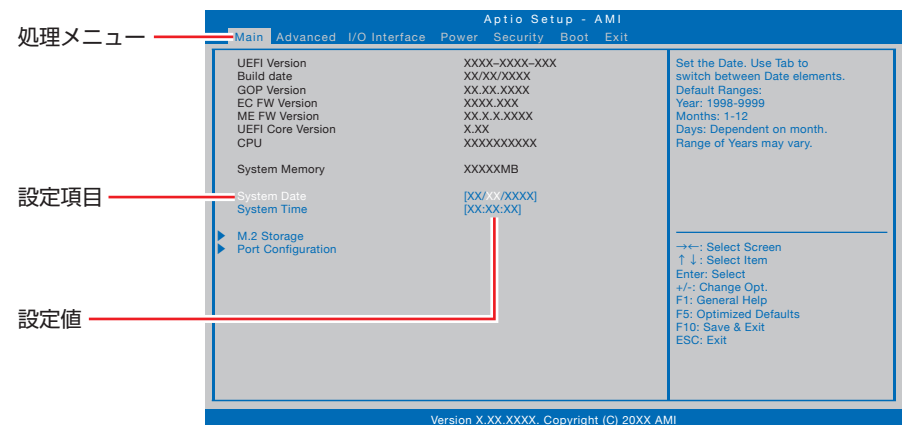 Aptio Setup - AMI
処理メニュー
Main Advanced I/O Interface Power Security Boot Exit
UEFI Version XXXX–XXXX–XXX
Build date XX/XX/XXXX
GOP Version XX.XX.XXXX
EC FW Version XXXX.XXX
ME FW Version XX.X.X.XXXX
UEFI Core Version X.XX
CPU XXXXXXXXXX
System Memory XXXXXMB
設定項目
System Date [XX/XX/XXXX]
System Time [XX:XX:XX]
M.2 Storage
Port Configuration
設定値
Set the Date. Use Tab to
switch between Date elements.
Default Ranges:
Year: 1998-9999
Months: 1-12
Days: Dependent on month.
Range of Years may vary.
→←: Select Screen
↑↓: Select Item
Enter: Select
+/-: Change Opt.
F1: General Help
F5: Optimized Defaults
F10: Save & Exit
ESC: Exit
Version X.XX.XXXX. Copyright (C) 20XX AMI